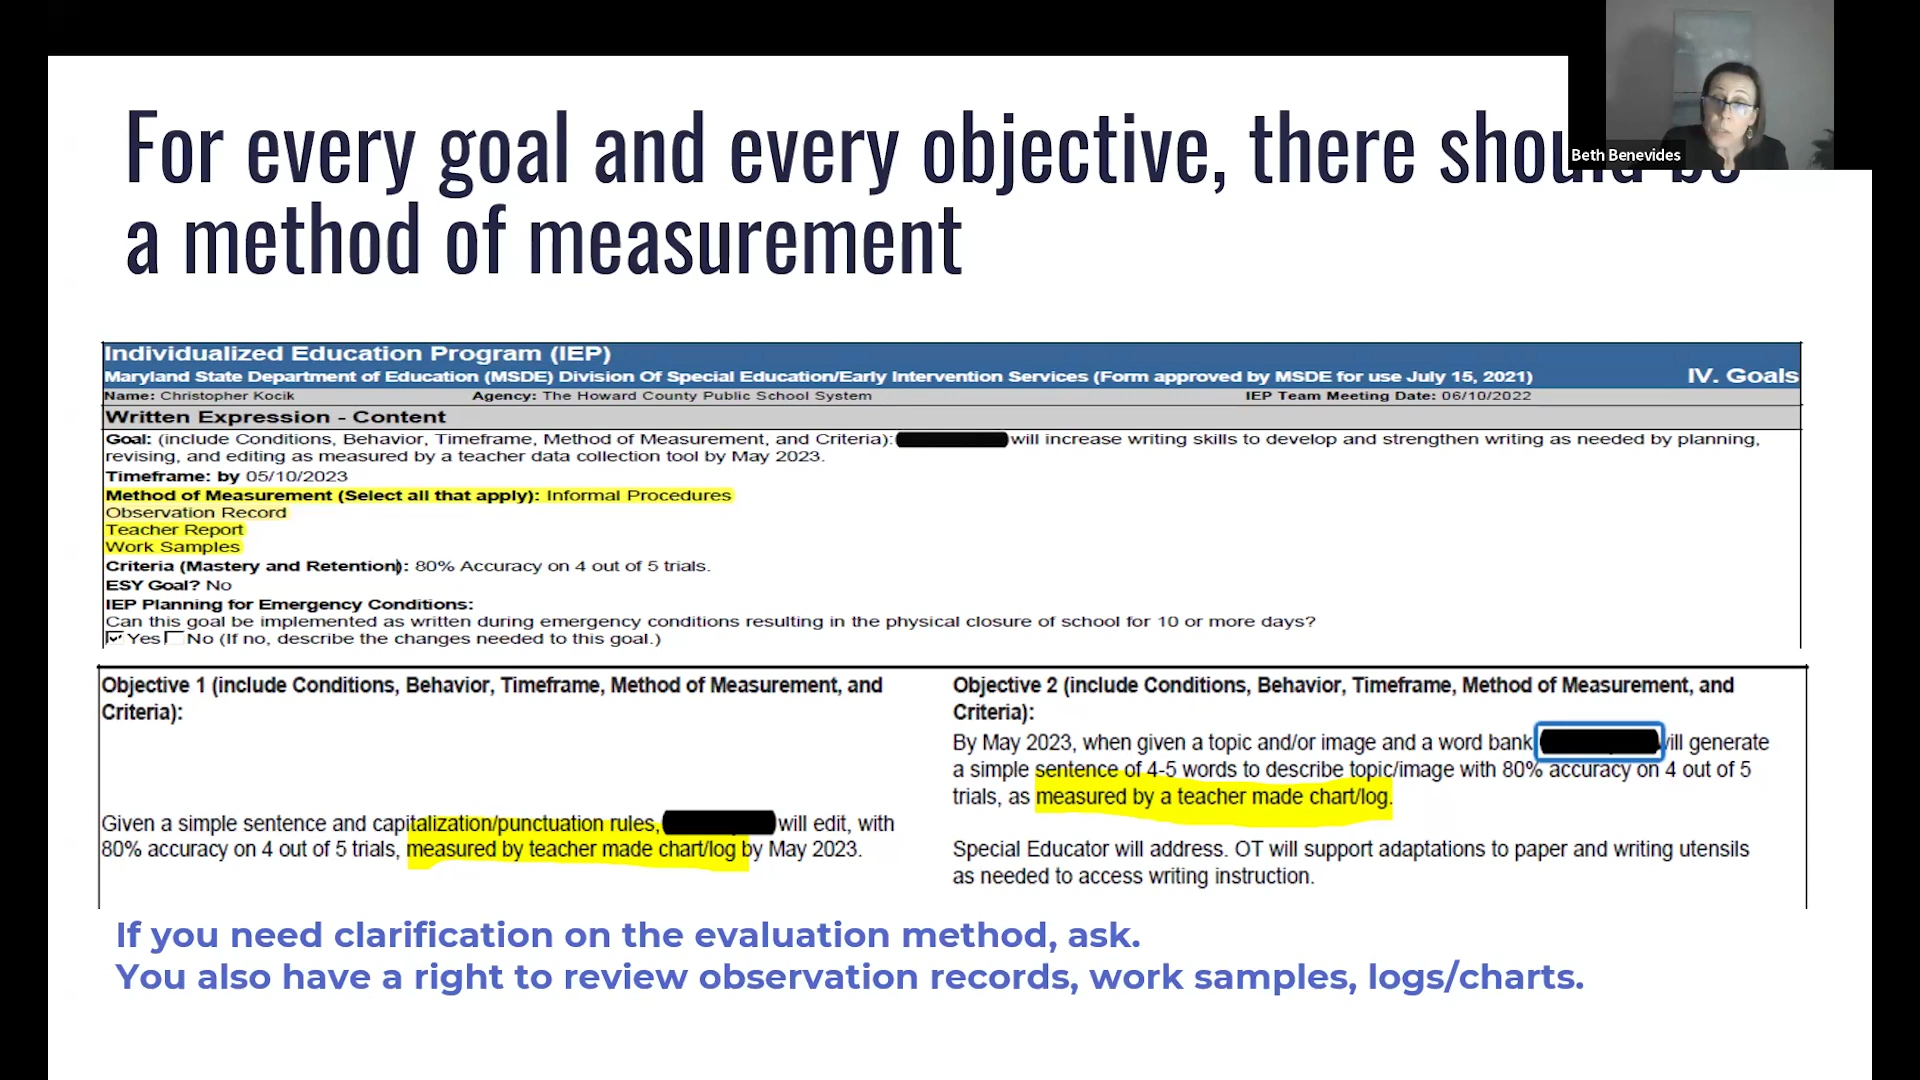 For every goal and every objective, there should be
a method of measurement
Beth Benevides
Individualized Education Program (IEP)
Maryland State Department of Education (MSDE) Division Of Special Education/Early Intervention Services (Form approved by MSDE for use July 15, 2021) IV. Goals
Name: Christopher Kocik Agency: The Howard County Public School System IEP Team Meeting Date: 06/10/2022
Written Expression - Content
Goal: (include Conditions, Behavior, Timeframe, Method of Measurement, and Criteria): will increase writing skills to develop and strengthen writing as needed by planning,
revising, and editing as measured by a teacher data collection tool by May 2023.
Timeframe: by 05/10/2023
Method of Measurement (Select all that apply): Informal Procedures
Observation Record
Teacher Report
Work Samples
Criteria (Mastery and Retention): 80% Accuracy on 4 out of 5 trials.
ESY Goal? No
IEP Planning for Emergency Conditions:
Can this goal be implemented as written during emergency conditions resulting in the physical closure of school for 10 or more days?
Yes No (If no, describe the changes needed to this goal.)
Objective 1 (include Conditions, Behavior, Timeframe, Method of Measurement, and
Criteria):
Given a simple sentence and capitalization/punctuation rules, will edit, with
80% accuracy on 4 out of 5 trials, measured by teacher made chart/log by May 2023.
Objective 2 (include Conditions, Behavior, Timeframe, Method of Measurement, and
Criteria):
By May 2023, when given a topic and/or image and a word bank will generate
a simple sentence of 4-5 words to describe topic/image with 80% accuracy on 4 out of 5
trials, as measured by a teacher made chart/log.
Special Educator will address. OT will support adaptations to paper and writing utensils
as needed to access writing instruction.
If you need clarification on the evaluation method, ask.
You also have a right to review observation records, work samples, logs/charts.